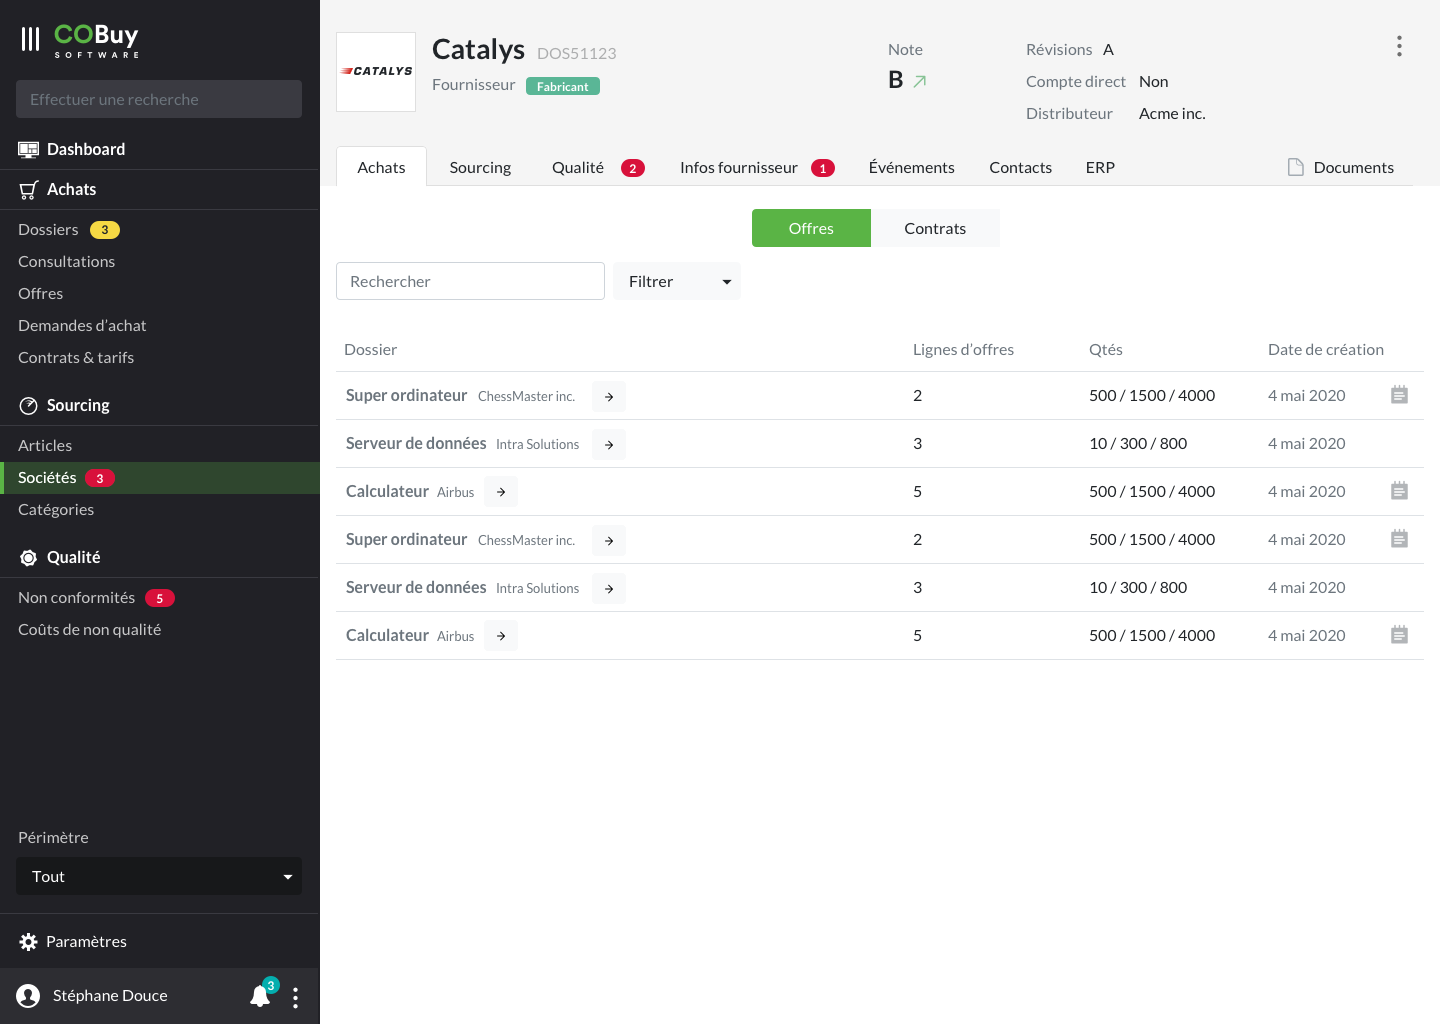 COBuy
SOFTWARE
Effectuer une recherche
Dashboard
Achats
Dossiers 3
Consultations
Offres
Demandes d’achat
Contrats & tarifs
Sourcing
Articles
Sociétés 3
Catégories
Qualité
Non conformités 5
Coûts de non qualité
Périmètre
Tout
Paramètres
Stéphane Douce 3
CATALYS
Catalys DOS51123
Fournisseur Fabricant
Note
B
Révisions A
Compte direct Non
Distributeur Acme inc.
Achats Sourcing Qualité 2 Infos fournisseur 1 Événements Contacts ERP Documents
Offres Contrats
Rechercher Filtrer
Dossier Lignes d’offres Qtés Date de création
Super ordinateur ChessMaster inc. 2 500 / 1500 / 4000 4 mai 2020
Serveur de données Intra Solutions 3 10 / 300 / 800 4 mai 2020
Calculateur Airbus 5 500 / 1500 / 4000 4 mai 2020
Super ordinateur ChessMaster inc. 2 500 / 1500 / 4000 4 mai 2020
Serveur de données Intra Solutions 3 10 / 300 / 800 4 mai 2020
Calculateur Airbus 5 500 / 1500 / 4000 4 mai 2020